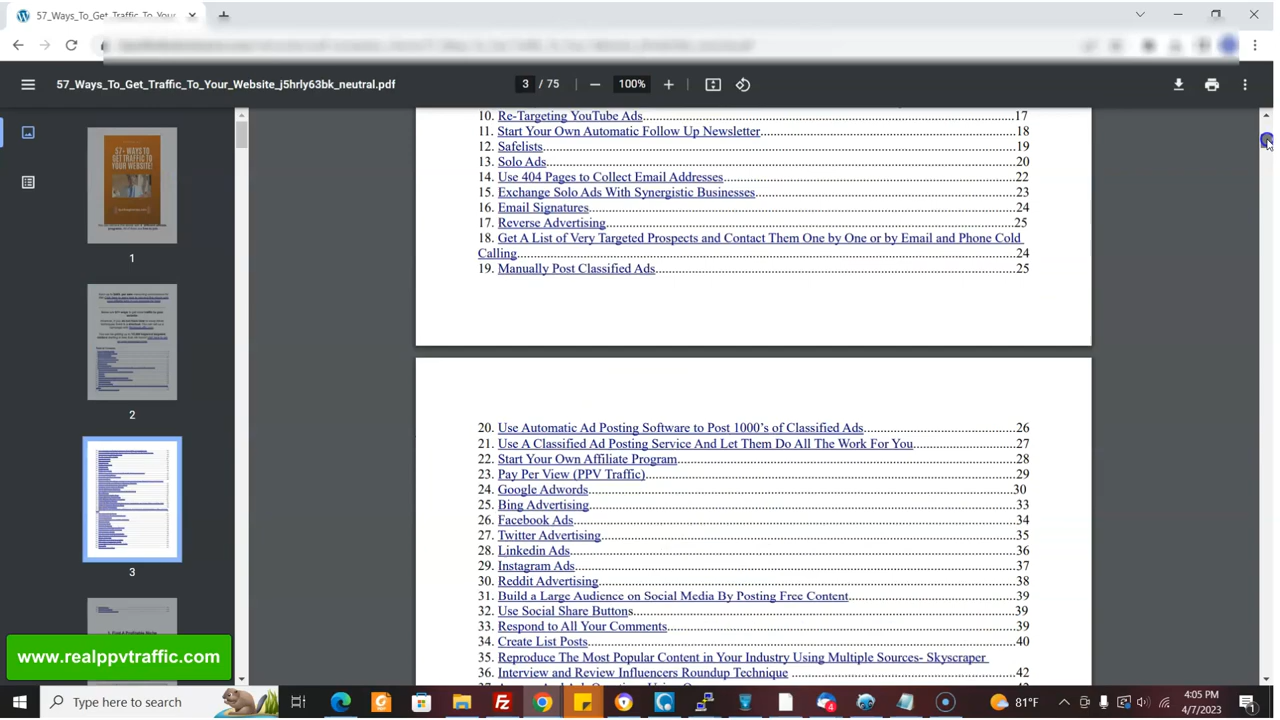 57_Ways_To_Get_Traffic_To_Your
57_Ways_To_Get_Traffic_To_Your_Website_j5hrly63bk_neutral.pdf
3 / 75
100%
10. Re-Targeting YouTube Ads 17
11. Start Your Own Automatic Follow Up Newsletter 18
12. Safelists 19
13. Solo Ads 20
14. Use 404 Pages to Collect Email Addresses 22
15. Exchange Solo Ads With Synergistic Businesses 23
16. Email Signatures 24
17. Reverse Advertising 25
18. Get A List of Very Targeted Prospects and Contact Them One by One or by Email and Phone Cold
Calling 24
19. Manually Post Classified Ads 25
20. Use Automatic Ad Posting Software to Post 1000's of Classified Ads 26
21. Use A Classified Ad Posting Service And Let Them Do All The Work For You 27
22. Start Your Own Affiliate Program 28
23. Pay Per View (PPV Traffic) 29
24. Google Adwords 30
25. Bing Advertising 33
26. Facebook Ads 34
27. Twitter Advertising 35
28. Linkedin Ads 36
29. Instagram Ads 37
30. Reddit Advertising 38
31. Build a Large Audience on Social Media By Posting Free Content 39
32. Use Social Share Buttons 39
33. Respond to All Your Comments 39
34. Create List Posts 40
35. Reproduce The Most Popular Content in Your Industry Using Multiple Sources- Skyscraper
36. Interview and Review Influencers Roundup Technique 42
57+ WAYS TO
GET TRAFFIC TO
YOUR WEBSITE!
1
2
3
www.realppvtraffic.com
Type here to search
4
81°F
4:05 PM
4/7/2023
1